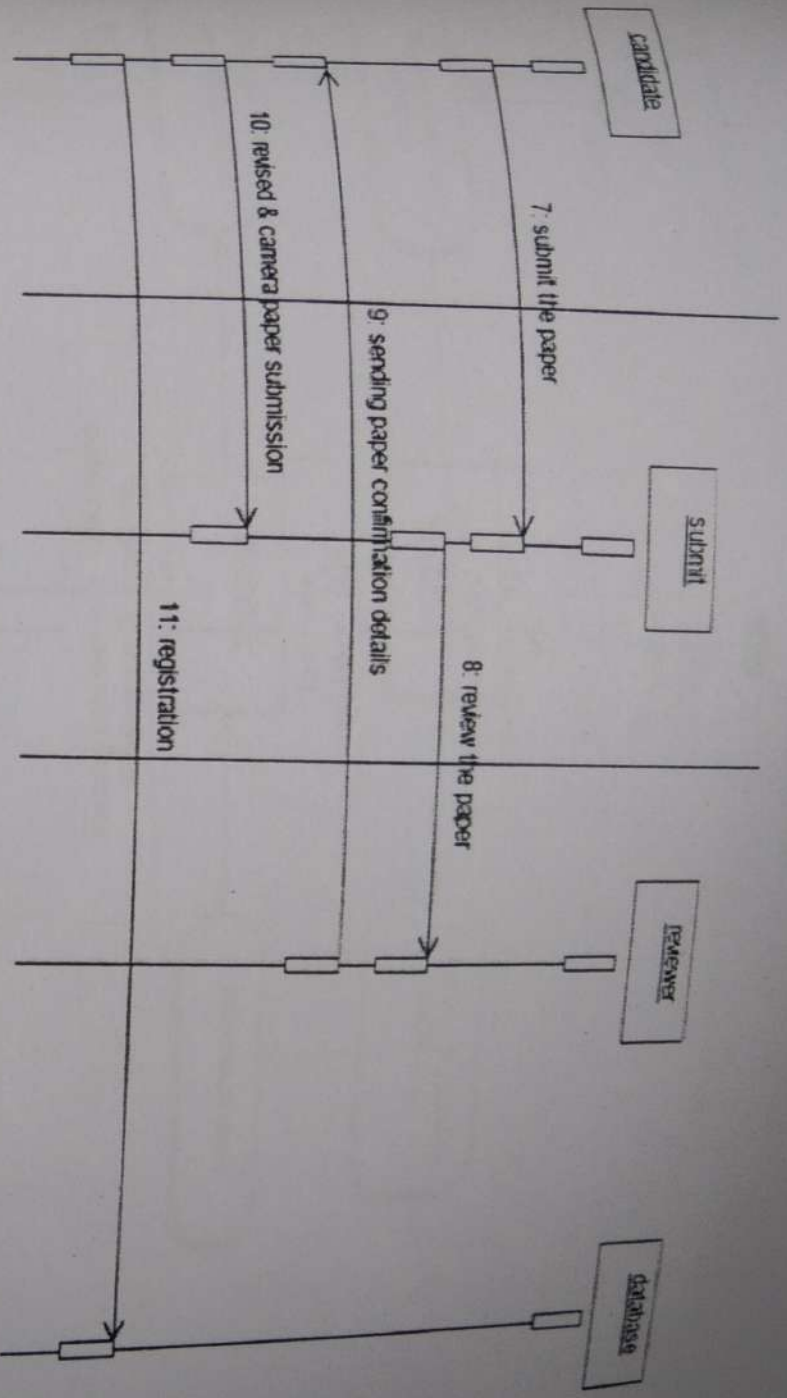 candidate
submit
reviewer
database
7: submit the paper
8: review the paper
9: sending paper confirmation details
10: revised & camera paper submission
11: registration